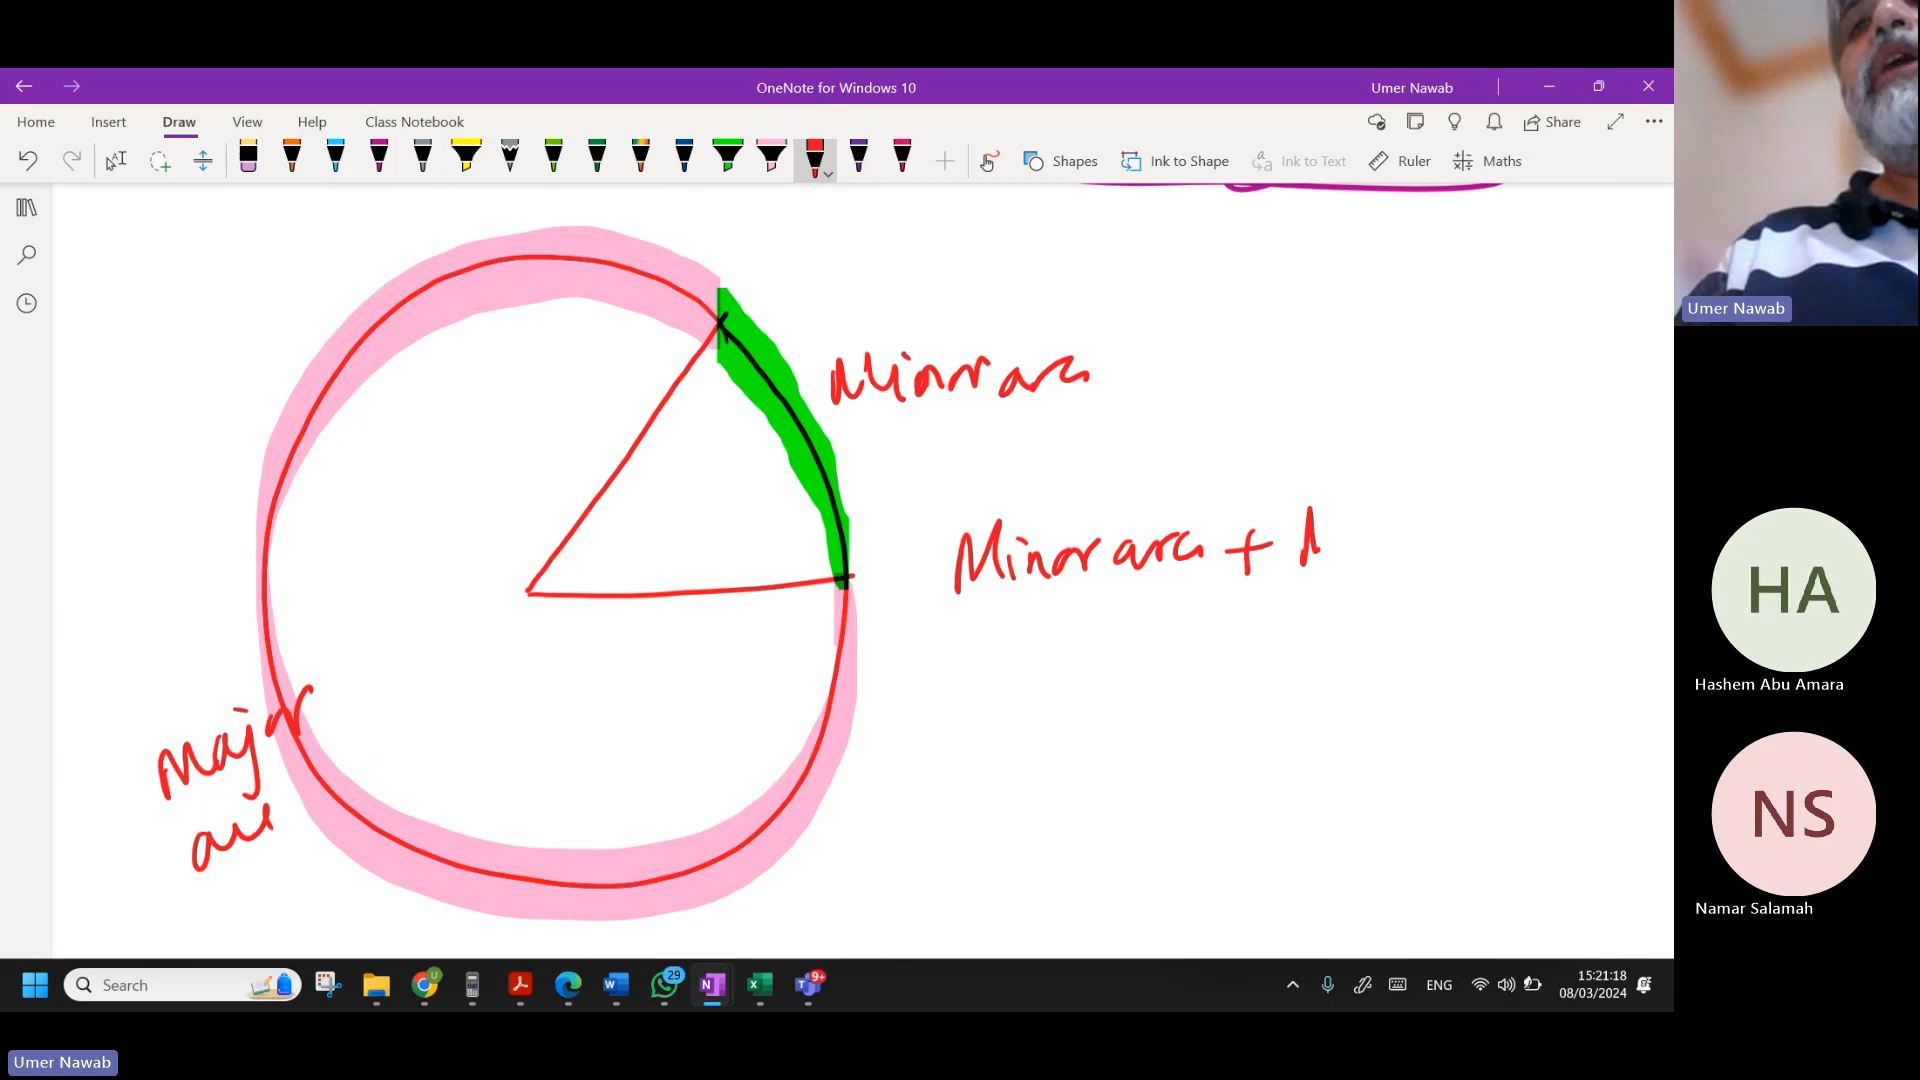 OneNote for Windows 10
Umer Nawab
Home Insert Draw View Help Class Notebook
Share
Shapes Ink to Shape Ink to Text Ruler Maths
Minor arc
Minor arc +
Major
arc
Umer Nawab
HA
Hashem Abu Amara
NS
Namar Salamah
Search
29
9+
ENG
15:21:18
08/03/2024
Umer Nawab